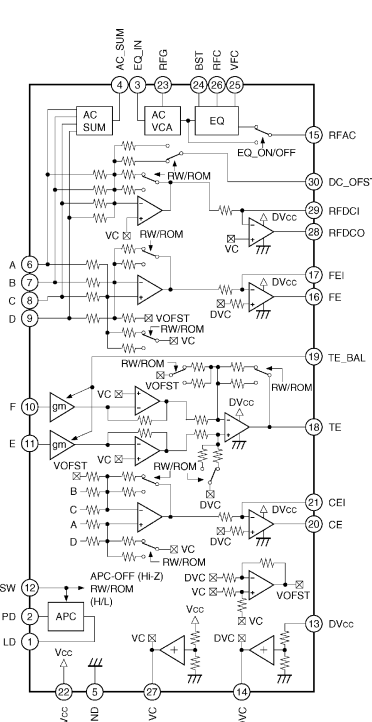 AC_SUM
EQ_IN
RFG
BST
RFC
VFC
4
3
23
24
26
25
AC
SUM
AC
VCA
EQ
15
RFAC
EQ_ON/OFF
30
DC_OFST
RW/ROM
29
RFDCI
DVcc
28
RFDCO
VC
VC
RW/ROM
A
6
17
FEI
B
7
DVcc
C
8
16
FE
DVC
D
9
VOFST
RW/ROM
VC
19
TE_BAL
RW/ROM
VOFST
RW/ROM
VC
DVcc
F
10
gm
18
TE
E
11
gm
VC
VOFST
RW/ROM
DVC
21
CEI
B
DVcc
C
20
CE
A
DVC
D
VC
RW/ROM
SW
12
APC-OFF (Hi-Z)
RW/ROM
(H/L)
DVC
VC
VOFST
PD
2
APC
VC
Vcc
13
DVcc
LD
1
VC
DVC
Vcc
22
5
27
14
Vcc
ND
VC
VC